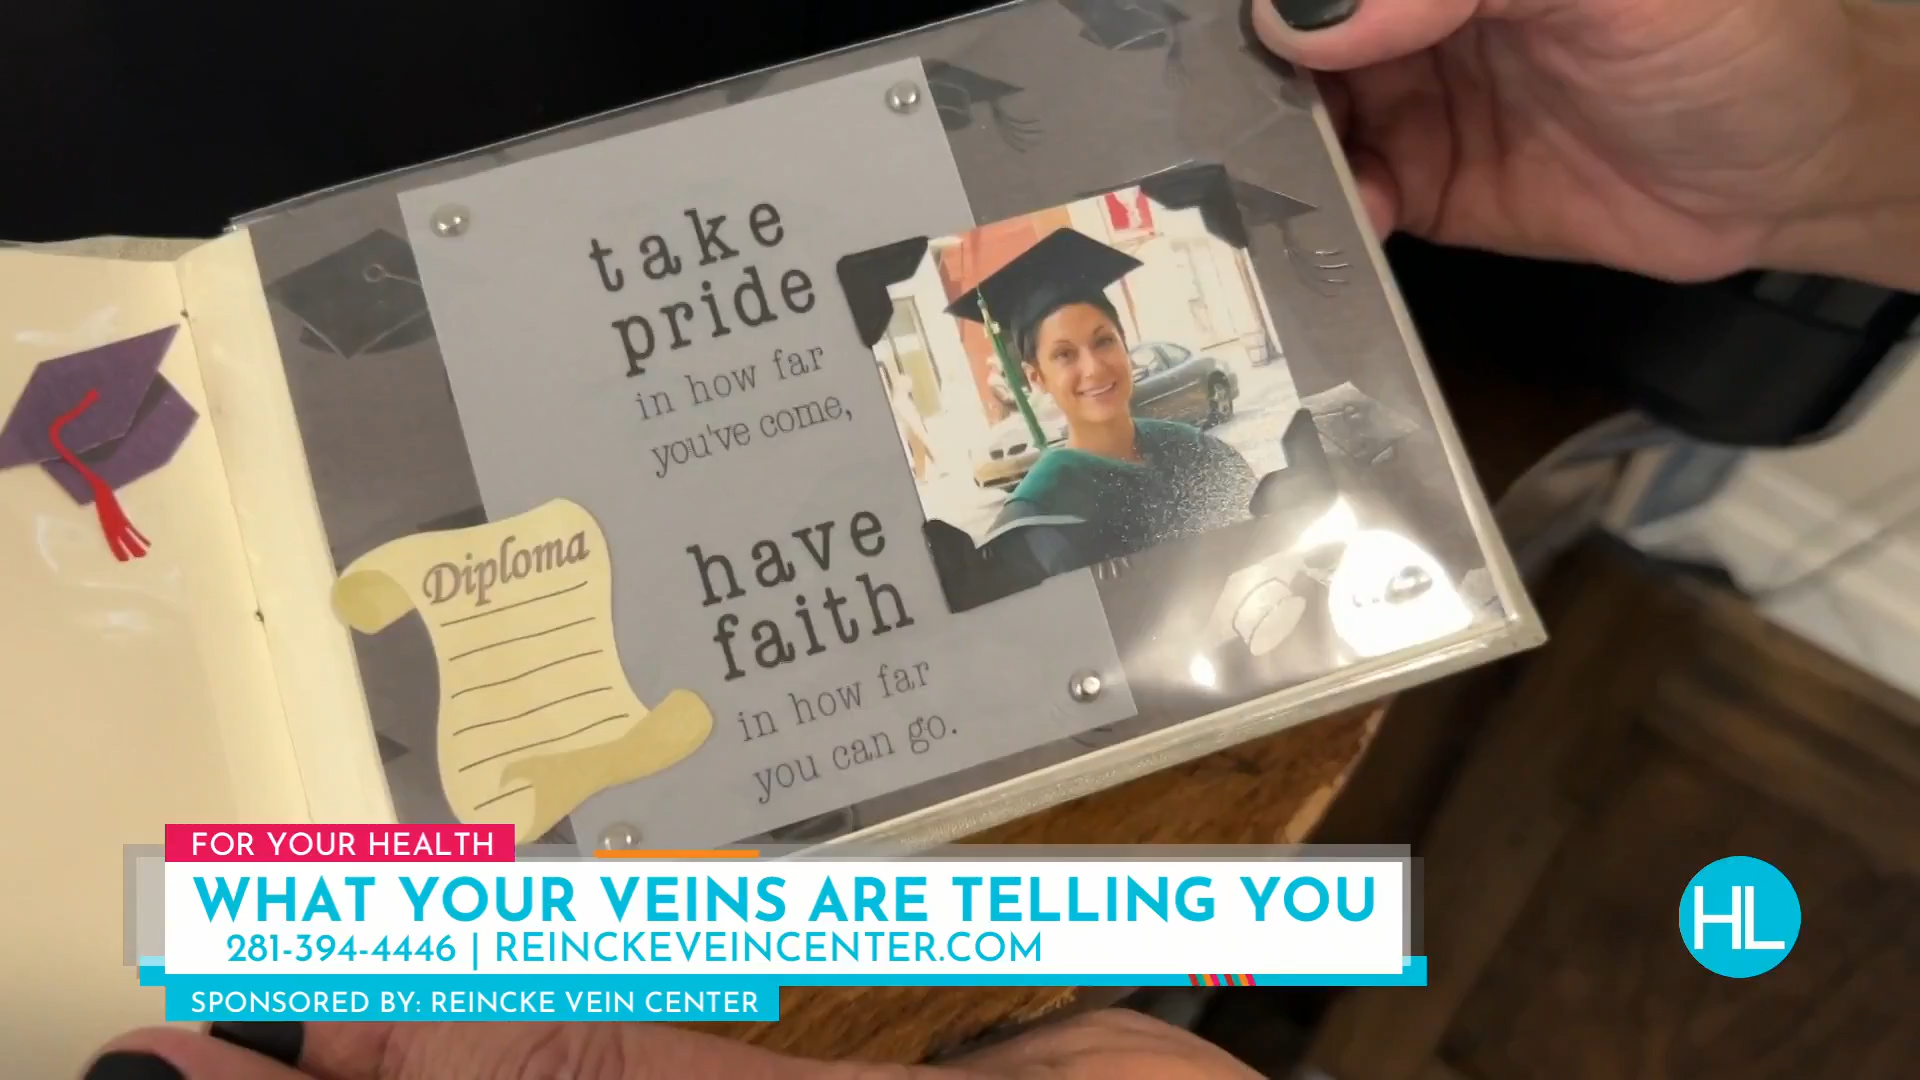 take
pride
in how far
you've come,
have
faith
in how far
you can go.
Diploma
FOR YOUR HEALTH
WHAT YOUR VEINS ARE TELLING YOU
281-394-4446 | REINCKEVEINCENTER.COM
SPONSORED BY: REINCKE VEIN CENTER
HL